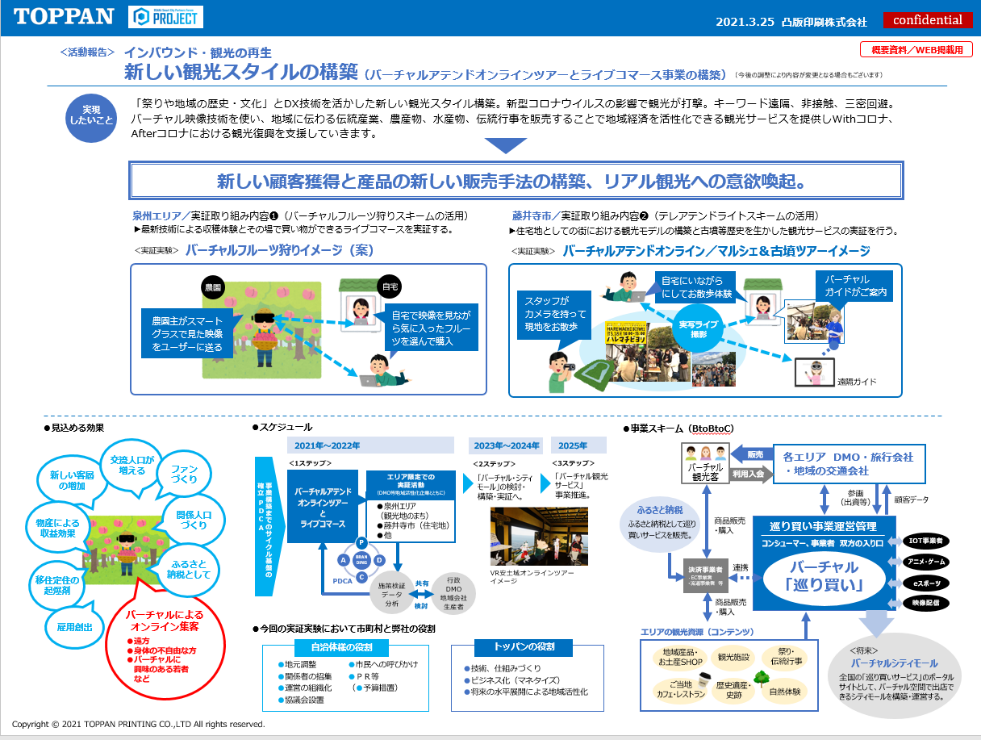 TOPPAN
PROJECT
2021.3.25 凸版印刷株式会社
confidential
概要資料／WEB掲載用
<活動報告> インバウンド・観光の再生
新しい観光スタイルの構築（バーチャルアテンドオンラインツアーとライブコマース事業の構築）（今後の調整により内容が変更となる場合もございます）
実現
したいこと
「祭りや地域の歴史・文化」とDX技術を活かした新しい観光スタイル構築。新型コロナウイルスの影響で観光が打撃。キーワード遠隔、非接触、三密回避。
バーチャル映像技術を使い、地域に伝わる伝統産業、農産物、水産物、伝統行事を販売することで地域経済を活性化できる観光サービスを提供しWithコロナ、
Afterコロナにおける観光復興を支援していきます。
新しい顧客獲得と産品の新しい販売手法の構築、リアル観光への意欲喚起。
泉州エリア／実証取り組み内容❶（バーチャルフルーツ狩りスキームの活用）
▶最新技術による収穫体験とその場で買い物ができるライブコマースを実証する。
<実証実験> バーチャルフルーツ狩りイメージ（案）
農園
自宅
農園主がスマート
グラスで見た映像
をユーザーに送る
自宅で映像を見なが
ら気に入ったフルー
ツを選んで購入
藤井寺市／実証取り組み内容❷（テレアテンドライトスキームの活用）
▶住宅地としての街における観光モデルの構築と古墳等歴史を生かした観光サービスの実証を行う。
<実証実験> バーチャルアテンドオンライン／マルシェ＆古墳ツアーイメージ
スタッフが
カメラを持って
現地をお散歩
自宅にいながら
にしてお散歩体験
バーチャル
ガイドがご案内
実写ライブ
撮影
ハルマチビヨリ
遠隔ガイド
●見込める効果
交流人口が
増える
新しい客層
の増加
ファン
づくり
物産による
収益効果
関係人口
づくり
移住定住の
起爆剤
ふるさと
納税として
雇用創出
バーチャルによる
オンライン集客
●遠方
●身体の不自由な方
●バーチャルに
興味のある若者
など
●スケジュール
2021年～2022年
2023年～2024年
2025年
<1ステップ>
<2ステップ>
<3ステップ>
事業構築までのサイクル基盤の
確立PDCA
バーチャルアテンド
オンラインツアー
と
ライブコマース
エリア限定での
実証活動
●泉州エリア
（観光地のまち）
●藤井寺市（住宅地）
●他
「バーチャル・シティ
モール」の検討・
構築・実証へ。
「バーチャル観光
サービス」
事業推進。
P
D
C
A
PDCA
施策検証
データ
分析
共有
検討
行政
DMO
地域会社
生産者
VR安土城オンラインツアー
イメージ
●今回の実証実験において市町村と弊社の役割
自治体様の役割
●地元調整
●関係者の招集
●運営の組織化
●協議会設置
●市民への呼びかけ
●ＰＲ等
（●予算措置）
トッパンの役割
●技術、仕組みづくり
●ビジネス化（マネタイズ）
●将来の水平展開による地域活性化
●事業スキーム（BtoBtoC）
バーチャル
観光客
販売
利用入会
各エリア DMO・旅行会社
・地域の交通会社
参画
（出資等）
顧客データ
ふるさと納税
ふるさと納税として巡り
買いサービスを販売。
商品販売
・購入
巡り買い事業運営管理
コンシューマー、事業者 双方の入り口
バーチャル
「巡り買い」
IOT事業者
アニメ・ゲーム
eスポーツ
映像配信
決済事業者
連携
商品販売
・購入
エリアの観光資源（コンテンツ）
地域産品・
お土産SHOP
観光施設
祭り・
伝統行事
ご当地
カフェ・レストラン
歴史遺産・
史跡
自然体験
<将来>
バーチャルシティモール
全国の「巡り買いサービス」のポータル
サイトとして、バーチャル空間で出店で
きるシティモールを構築・運営する。
Copyright © 2021 TOPPAN PRINTING CO.,LTD All rights reserved.